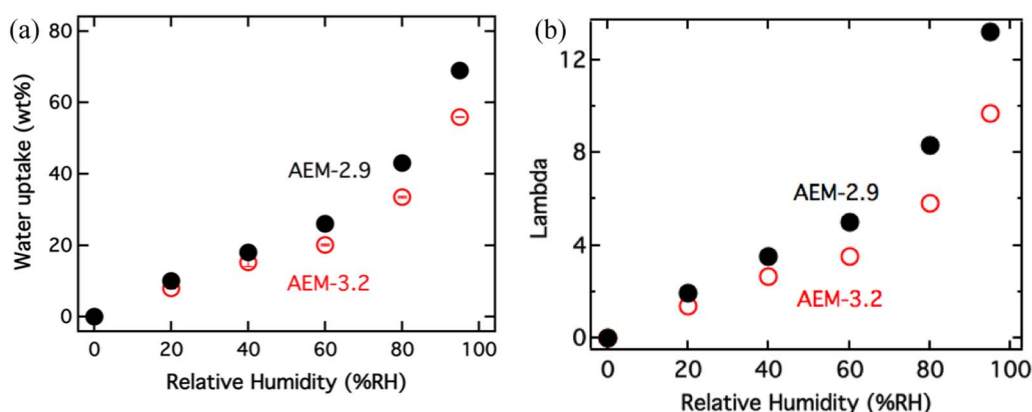 (a)
80
60
40
20
0
Water uptake (wt%)
AEM-2.9
AEM-3.2
0 20 40 60 80 100
Relative Humidity (%RH)
(b)
12
8
4
0
Lambda
AEM-2.9
AEM-3.2
0 20 40 60 80 100
Relative Humidity (%RH)